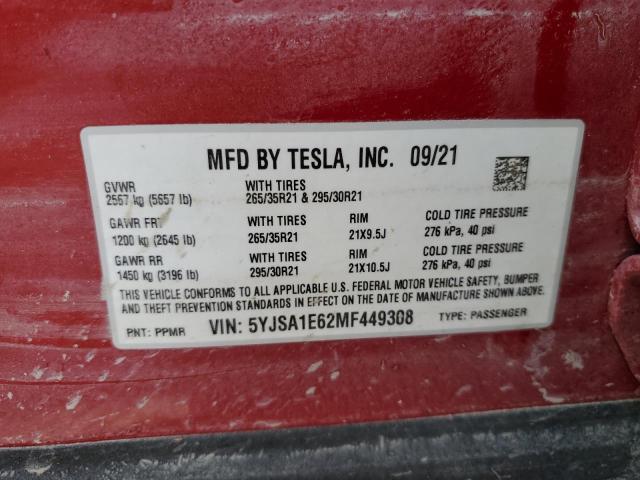 MFD BY TESLA, INC. 09/21
GVWR
2567 kg (5657 lb)
WITH TIRES
265/35R21 & 295/30R21
GAWR FRT
1200 kg (2645 lb)
WITH TIRES
265/35R21
RIM
21X9.5J
COLD TIRE PRESSURE
276 kPa, 40 psi
GAWR RR
1450 kg (3196 lb)
WITH TIRES
295/30R21
RIM
21X10.5J
COLD TIRE PRESSURE
276 kPa, 40 psi
THIS VEHICLE CONFORMS TO ALL APPLICABLE U.S. FEDERAL MOTOR VEHICLE SAFETY, BUMPER
AND THEFT PREVENTION STANDARDS IN EFFECT ON THE DATE OF MANUFACTURE SHOWN ABOVE.
PNT: PPMR
VIN: 5YJSA1E62MF449308
TYPE: PASSENGER